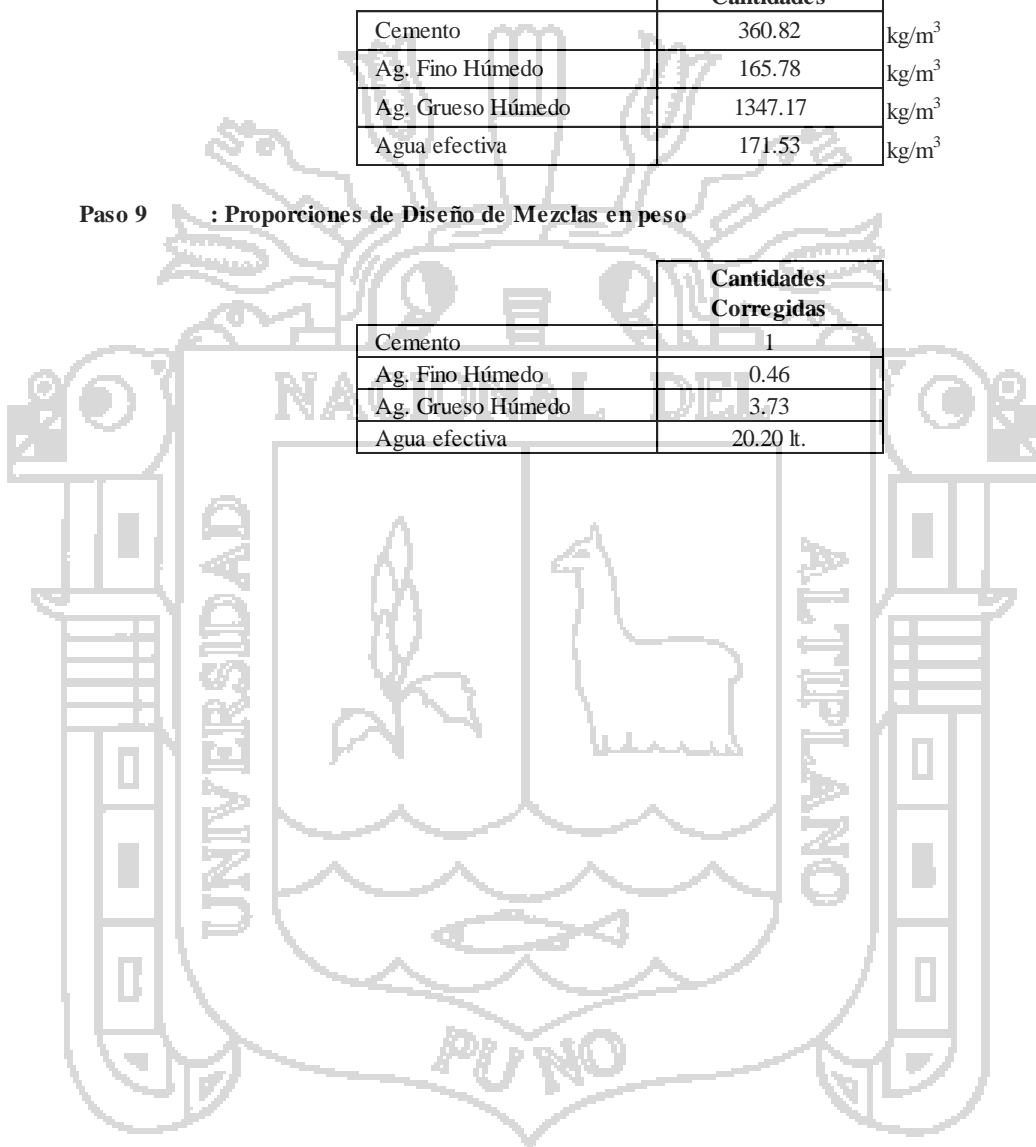 Cantidades
Cemento 360.82 kg/m³
Ag. Fino Húmedo 165.78 kg/m³
Ag. Grueso Húmedo 1347.17 kg/m³
Agua efectiva 171.53 kg/m³
Paso 9 : Proporciones de Diseño de Mezclas en peso
Cantidades
Corregidas
Cemento 1
Ag. Fino Húmedo 0.46
Ag. Grueso Húmedo 3.73
Agua efectiva 20.20 lt.
NACIONAL DEL
UNIVERSIDAD
ALTIPLANO
PUNO